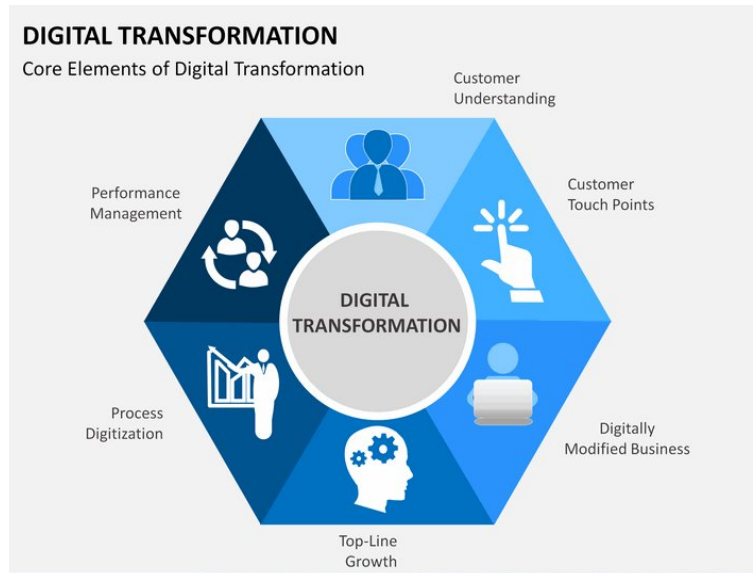 DIGITAL TRANSFORMATION
Core Elements of Digital Transformation
Customer
Understanding
Customer
Touch Points
Digitally
Modified Business
Top-Line
Growth
Process
Digitization
Performance
Management
DIGITAL
TRANSFORMATION